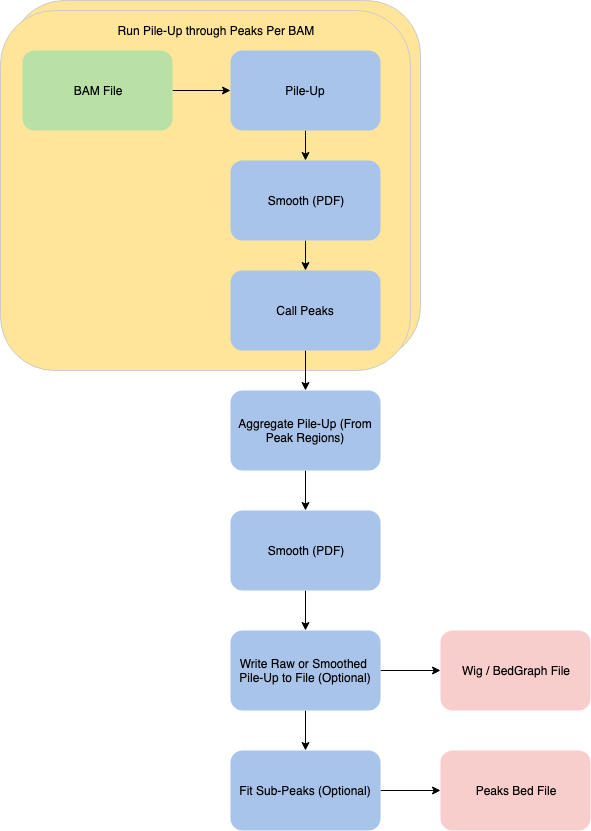 Run Pile-Up through Peaks Per BAM
BAM File
Pile-Up
Smooth (PDF)
Call Peaks
Aggregate Pile-Up (From
Peak Regions)
Smooth (PDF)
Write Raw or Smoothed
Pile-Up to File (Optional)
Wig / BedGraph File
Fit Sub-Peaks (Optional)
Peaks Bed File